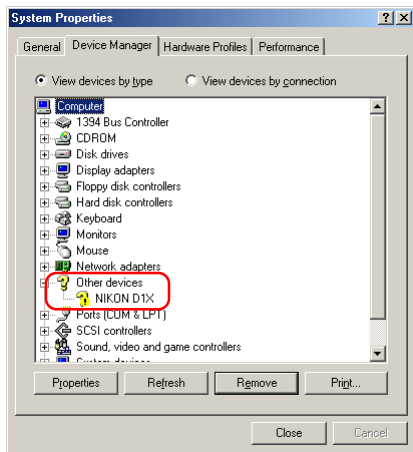 System Properties
General Device Manager Hardware Profiles Performance
View devices by type View devices by connection
Computer
1394 Bus Controller
CDROM
Disk drives
Display adapters
Floppy disk controllers
Hard disk controllers
Keyboard
Monitors
Mouse
Network adapters
Other devices
NIKON D1X
Ports (COM & LPT)
SCSI controllers
Sound, video and game controllers
System devices
Properties Refresh Remove Print...
Close Cancel